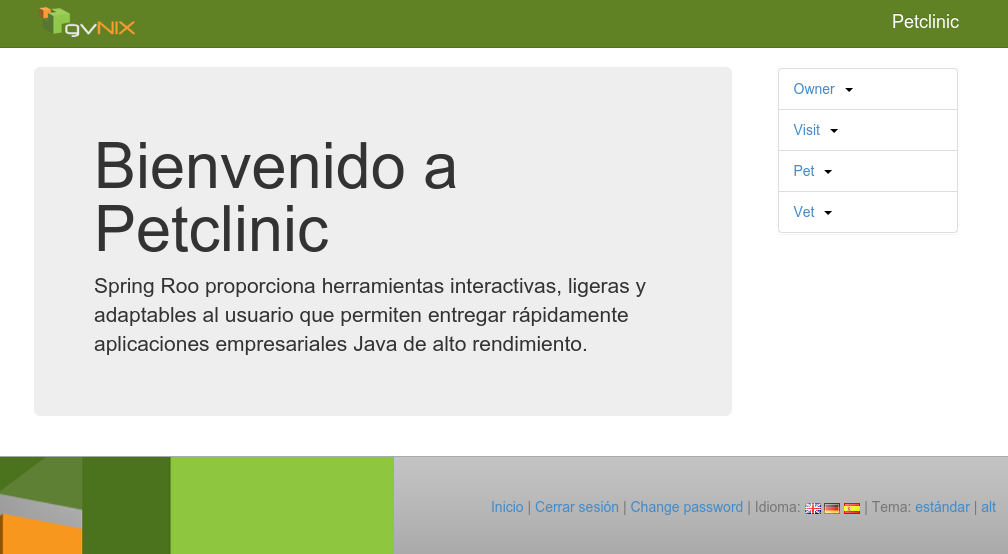 gvNIX
Petclinic
Bienvenido a
Petclinic
Spring Roo proporciona herramientas interactivas, ligeras y
adaptables al usuario que permiten entregar rápidamente
aplicaciones empresariales Java de alto rendimiento.
Owner
Visit
Pet
Vet
Inicio | Cerrar sesión | Change password | Idioma: | Tema: estándar | alt